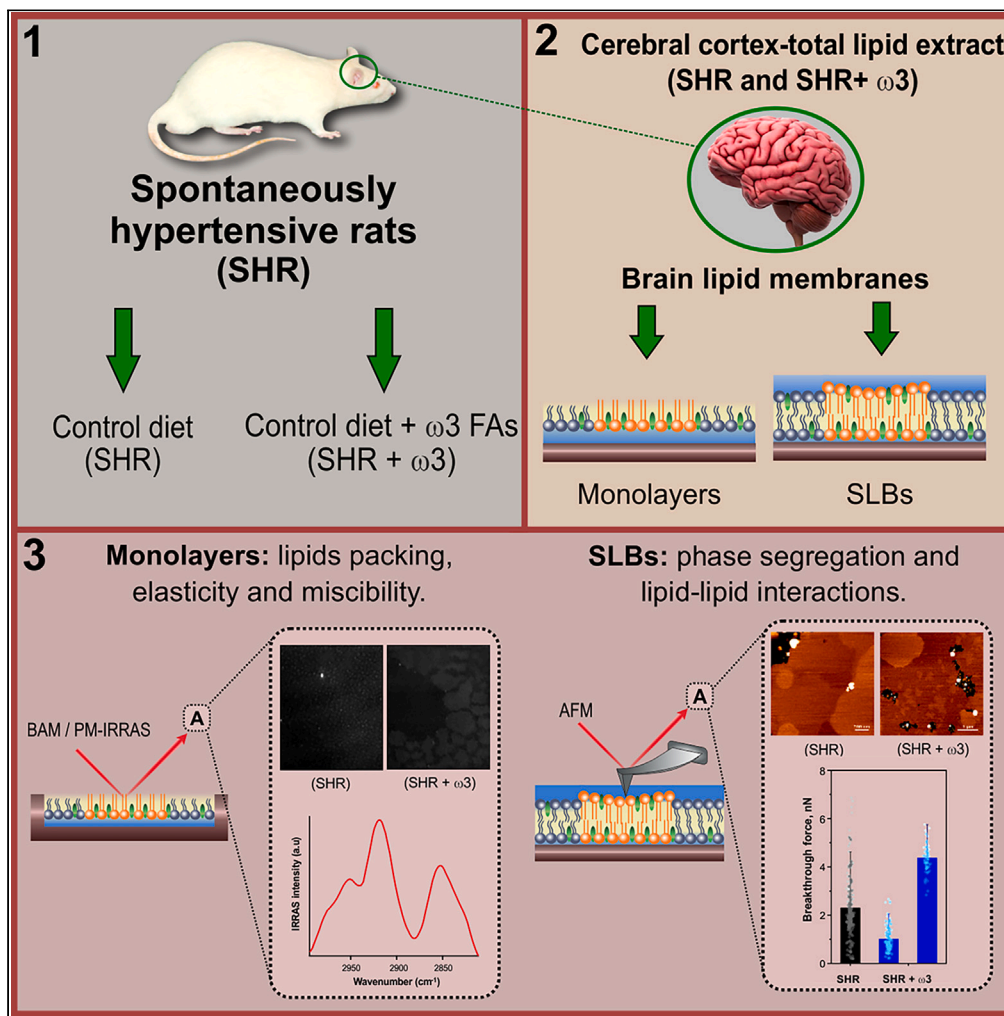 1
Spontaneously
hypertensive rats
(SHR)
Control diet
(SHR)
Control diet + ω3 FAs
(SHR + ω3)
2
Cerebral cortex-total lipid extract
(SHR and SHR+ ω3)
Brain lipid membranes
Monolayers
SLBs
3
Monolayers: lipids packing,
elasticity and miscibility.
BAM / PM-IRRAS
A
(SHR)
(SHR + ω3)
IRRAS intensity (a.u)
2950
2900
2850
Wavenumber (cm-1)
SLBs: phase segregation and
lipid-lipid interactions.
AFM
A
(SHR)
(SHR + ω3)
Breakthrough force, nN
8
6
4
2
0
SHR
SHR + ω3